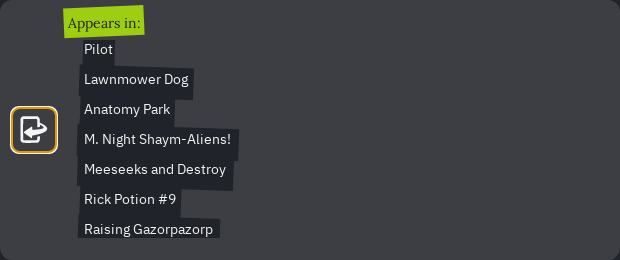 Appears in:
Pilot
Lawnmower Dog
Anatomy Park
M. Night Shaym-Aliens!
Meeseeks and Destroy
Rick Potion #9
Raising Gazorpazorp